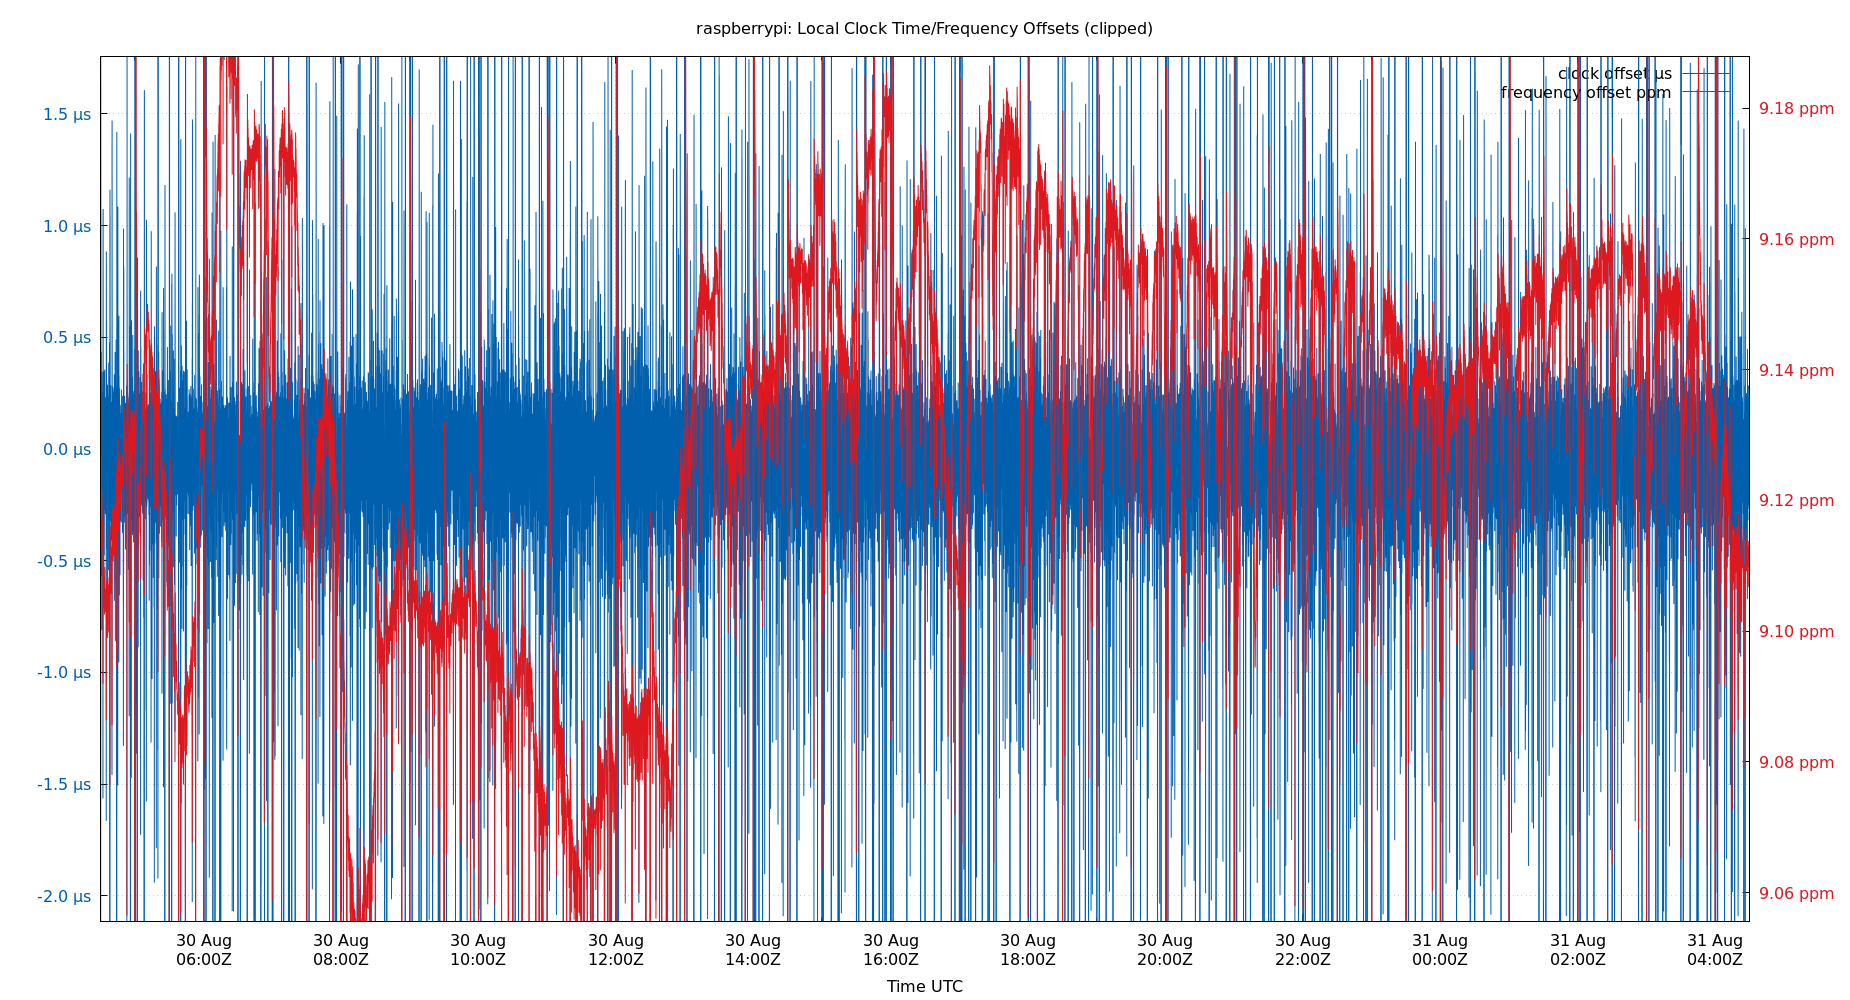 raspberrypi: Local Clock Time/Frequency Offsets (clipped)
clock offset µs
frequency offset ppm
1.5 µs
1.0 µs
0.5 µs
0.0 µs
-0.5 µs
-1.0 µs
-1.5 µs
-2.0 µs
9.18 ppm
9.16 ppm
9.14 ppm
9.12 ppm
9.10 ppm
9.08 ppm
9.06 ppm
30 Aug 30 Aug 30 Aug 30 Aug 30 Aug 30 Aug 30 Aug 30 Aug 30 Aug 31 Aug 31 Aug 31 Aug
06:00Z 08:00Z 10:00Z 12:00Z 14:00Z 16:00Z 18:00Z 20:00Z 22:00Z 00:00Z 02:00Z 04:00Z
Time UTC